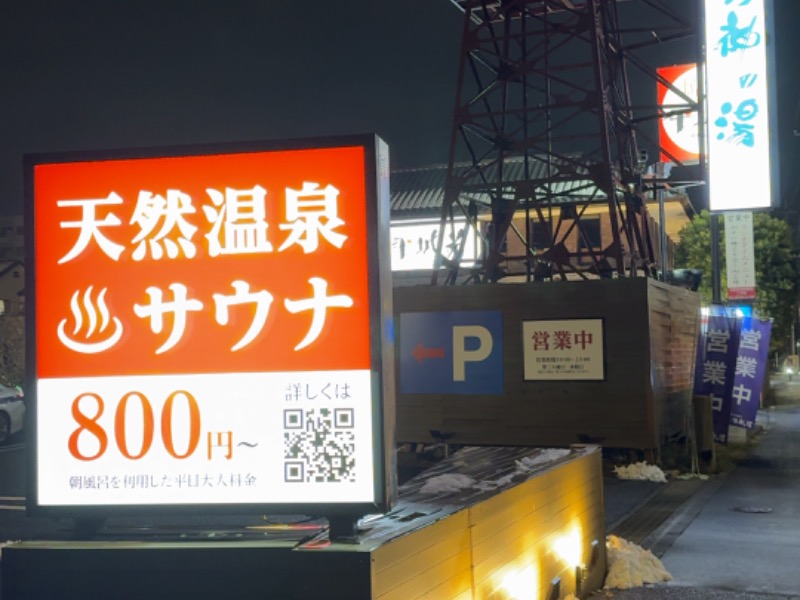 天然温泉
♨サウナ
800円～
詳しくは
朝風呂を利用した平日大人料金
P
営業中
の湯
営業中
営業中